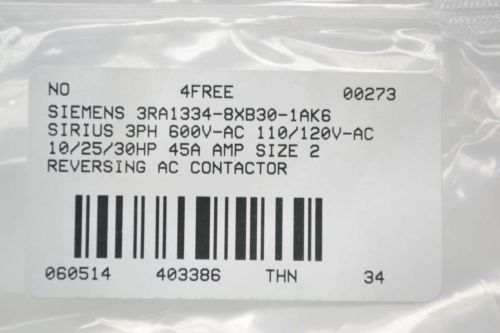 NO 4FREE 00273
SIEMENS 3RA1334-8XB30-1AK6
SIRIUS 3PH 600V-AC 110/120V-AC
10/25/30HP 45A AMP SIZE 2
REVERSING AC CONTACTOR
060514 403386 THN 34